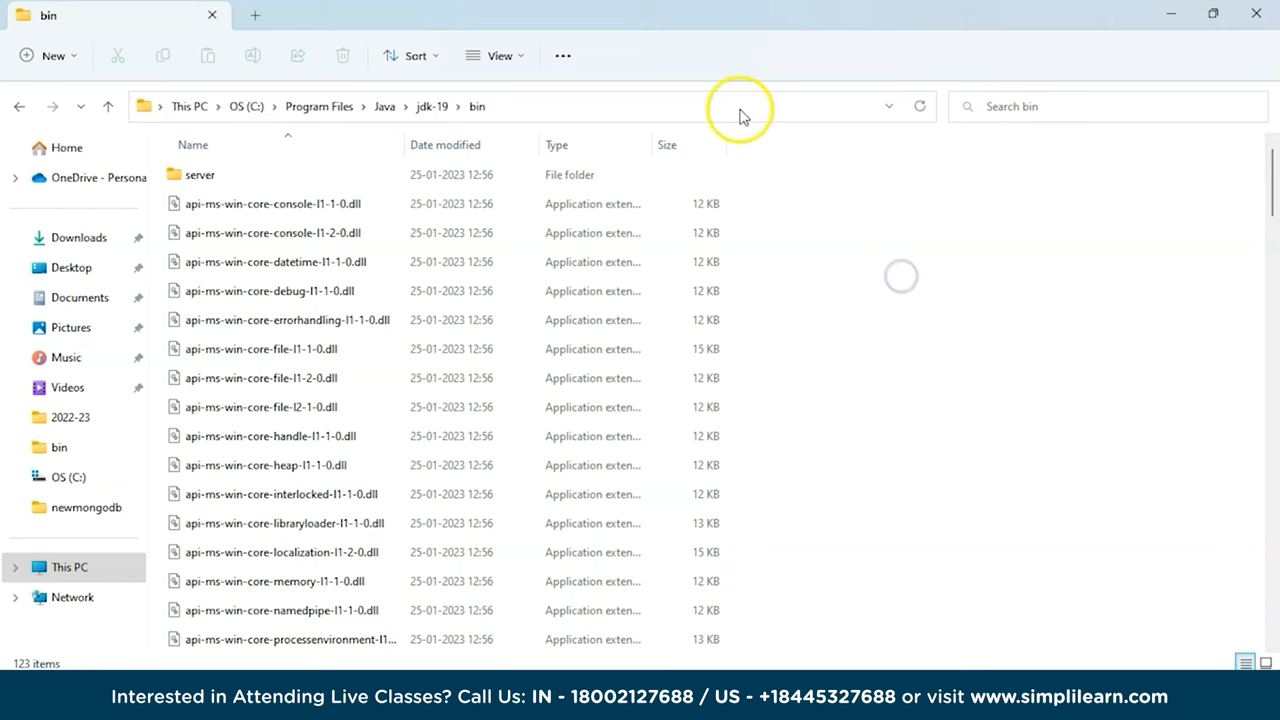 bin
New Sort View
This PC OS (C:) Program Files Java jdk-19 bin Search bin
Name Date modified Type Size
Home
OneDrive - Persona
Downloads
Desktop
Documents
Pictures
Music
Videos
2022-23
bin
OS (C:)
newmongodb
This PC
Network
server 25-01-2023 12:56 File folder
api-ms-win-core-console-l1-1-0.dll 25-01-2023 12:56 Application exten... 12 KB
api-ms-win-core-console-l1-2-0.dll 25-01-2023 12:56 Application exten... 12 KB
api-ms-win-core-datetime-l1-1-0.dll 25-01-2023 12:56 Application exten... 12 KB
api-ms-win-core-debug-l1-1-0.dll 25-01-2023 12:56 Application exten... 12 KB
api-ms-win-core-errorhandling-l1-1-0.dll 25-01-2023 12:56 Application exten... 12 KB
api-ms-win-core-file-l1-1-0.dll 25-01-2023 12:56 Application exten... 15 KB
api-ms-win-core-file-l1-2-0.dll 25-01-2023 12:56 Application exten... 12 KB
api-ms-win-core-file-l2-1-0.dll 25-01-2023 12:56 Application exten... 12 KB
api-ms-win-core-handle-l1-1-0.dll 25-01-2023 12:56 Application exten... 12 KB
api-ms-win-core-heap-l1-1-0.dll 25-01-2023 12:56 Application exten... 12 KB
api-ms-win-core-interlocked-l1-1-0.dll 25-01-2023 12:56 Application exten... 12 KB
api-ms-win-core-libraryloader-l1-1-0.dll 25-01-2023 12:56 Application exten... 13 KB
api-ms-win-core-localization-l1-2-0.dll 25-01-2023 12:56 Application exten... 15 KB
api-ms-win-core-memory-l1-1-0.dll 25-01-2023 12:56 Application exten... 12 KB
api-ms-win-core-namedpipe-l1-1-0.dll 25-01-2023 12:56 Application exten... 12 KB
api-ms-win-core-processenvironment-l1... 25-01-2023 12:56 Application exten... 13 KB
123 items
Interested in Attending Live Classes? Call Us: IN - 18002127688 / US - +18445327688 or visit www.simplilearn.com